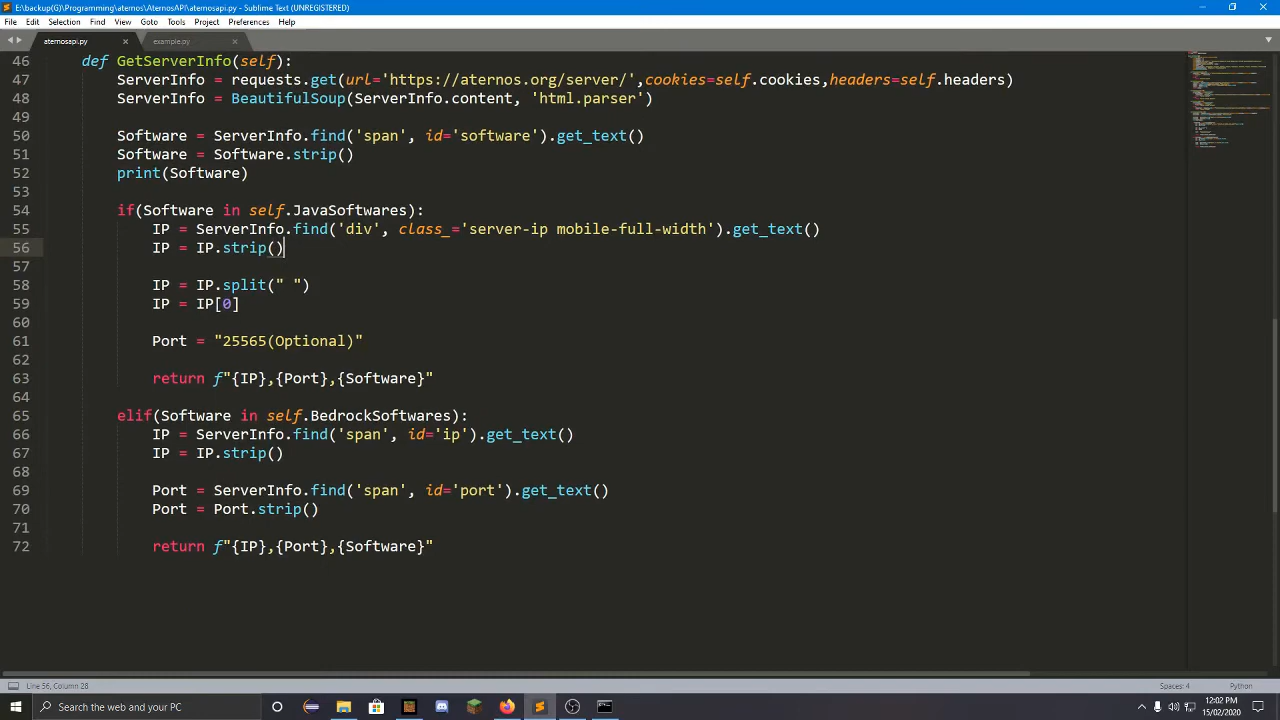 E:\backup(G)\Programming\aternos\AternosAPI\aternosapi.py - Sublime Text (UNREGISTERED)
File Edit Selection Find View Goto Tools Project Preferences Help
aternosapi.py × example.py ×
46 def GetServerInfo(self):
47 ServerInfo = requests.get(url='https://aternos.org/server/',cookies=self.cookies,headers=self.headers)
48 ServerInfo = BeautifulSoup(ServerInfo.content, 'html.parser')
49
50 Software = ServerInfo.find('span', id='software').get_text()
51 Software = Software.strip()
52 print(Software)
53
54 if(Software in self.JavaSoftwares):
55 IP = ServerInfo.find('div', class_='server-ip mobile-full-width').get_text()
56 IP = IP.strip()
57
58 IP = IP.split(" ")
59 IP = IP[0]
60
61 Port = "25565(Optional)"
62
63 return f"{IP},{Port},{Software}"
64
65 elif(Software in self.BedrockSoftwares):
66 IP = ServerInfo.find('span', id='ip').get_text()
67 IP = IP.strip()
68
69 Port = ServerInfo.find('span', id='port').get_text()
70 Port = Port.strip()
71
72 return f"{IP},{Port},{Software}"
Line 56, Column 28 Spaces: 4 Python
Search the Windows and your PC
12:02 PM
15/02/2020